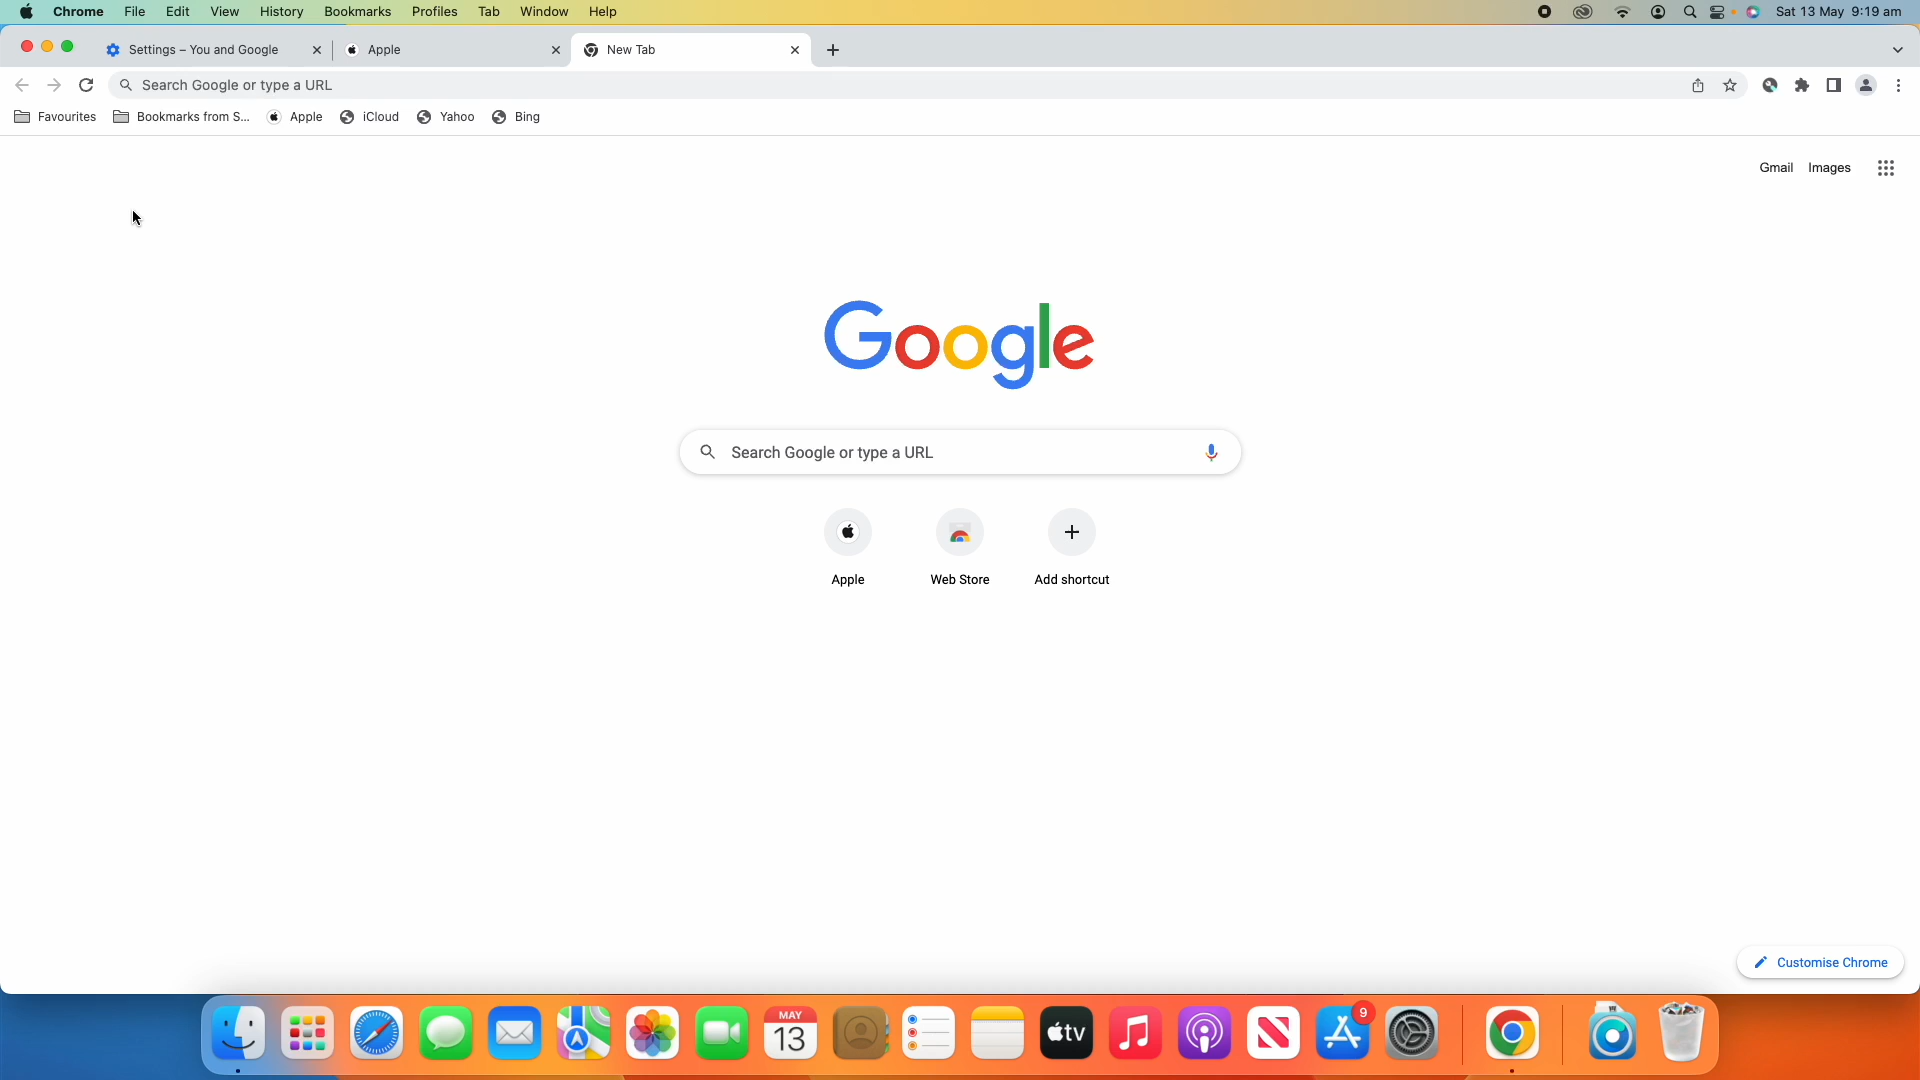 Chrome File Edit View History Bookmarks Profiles Tab Window Help Sat 13 May 9:19 am
Settings – You and Google Apple New Tab
Search Google or type a URL
Favourites Bookmarks from S... Apple iCloud Yahoo Bing
Gmail Images
Google
Search Google or type a URL
Apple Web Store Add shortcut
Customise Chrome
MAY
13
tv
9